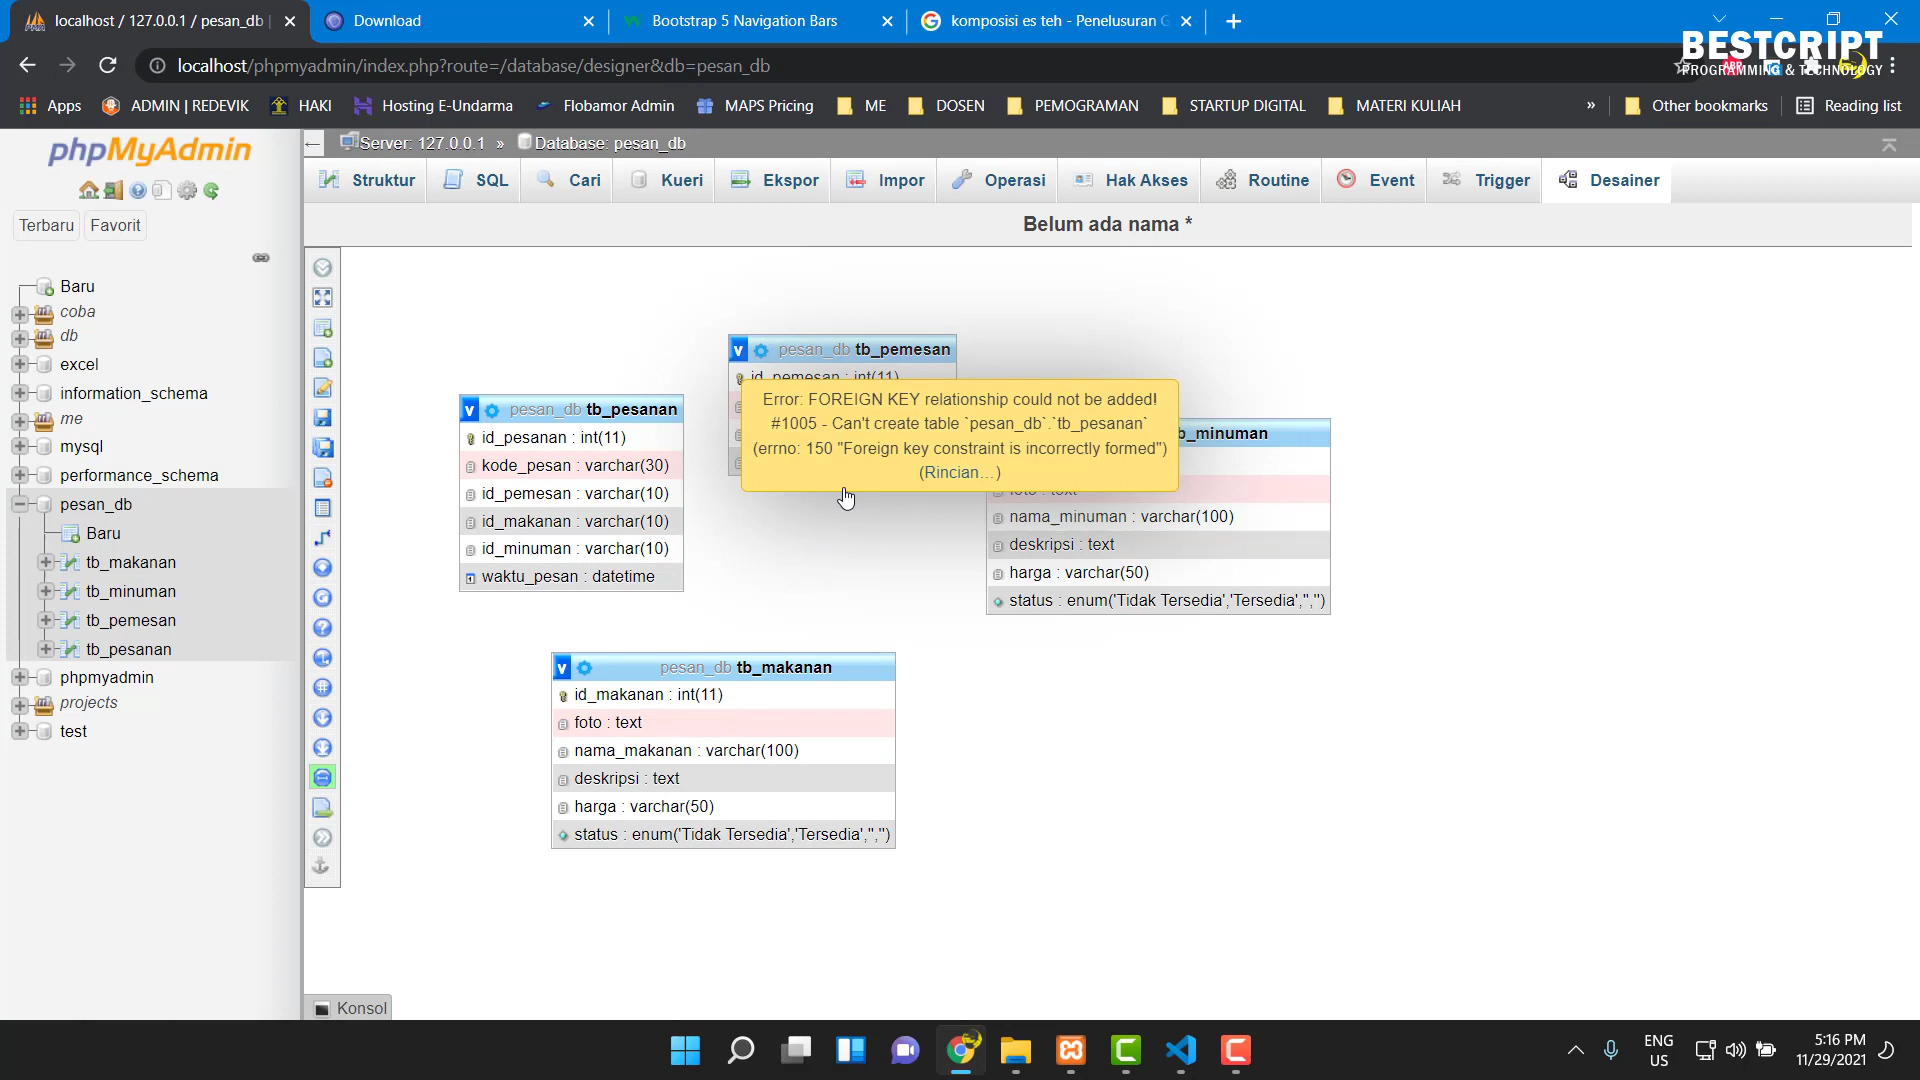 localhost / 127.0.0.1 / pesan_db |
Download
Bootstrap 5 Navigation Bars
komposisi es teh - Penelusuran G
BESTCRIPT
PROGRAMMING & TECHNOLOGY
localhost/phpmyadmin/index.php?route=/database/designer&db=pesan_db
Apps
ADMIN | REDEVIK
HAKI
Hosting E-Undarma
Flobamor Admin
MAPS Pricing
ME
DOSEN
PEMOGRAMAN
STARTUP DIGITAL
MATERI KULIAH
»
Other bookmarks
Reading list
phpMyAdmin
Server: 127.0.0.1 » Database: pesan_db
Struktur
SQL
Cari
Kueri
Ekspor
Impor
Operasi
Hak Akses
Routine
Event
Trigger
Desainer
Terbaru
Favorit
Belum ada nama *
Baru
coba
db
excel
information_schema
me
mysql
performance_schema
pesan_db
Baru
tb_makanan
tb_minuman
tb_pemesan
tb_pesanan
phpmyadmin
projects
test
v pesan_db tb_pemesan
id_pemesan : int(11)
Error: FOREIGN KEY relationship could not be added!
#1005 - Can't create table `pesan_db`.`tb_pesanan`
(errno: 150 "Foreign key constraint is incorrectly formed")
(Rincian…)
v pesan_db tb_pesanan
id_pesanan : int(11)
kode_pesan : varchar(30)
id_pemesan : varchar(10)
id_makanan : varchar(10)
id_minuman : varchar(10)
waktu_pesan : datetime
tb_minuman
foto : text
nama_minuman : varchar(100)
deskripsi : text
harga : varchar(50)
status : enum('Tidak Tersedia','Tersedia','','')
v pesan_db tb_makanan
id_makanan : int(11)
foto : text
nama_makanan : varchar(100)
deskripsi : text
harga : varchar(50)
status : enum('Tidak Tersedia','Tersedia','','')
Konsol
ENG
US
5:16 PM
11/29/2021